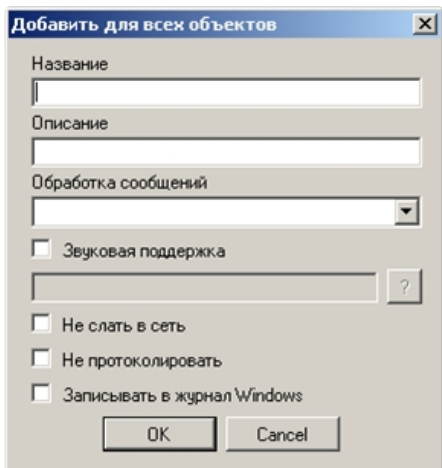 Добавить для всех объектов
Название
Описание
Обработка сообщений
Звуковая поддержка
?
Не слать в сеть
Не протоколировать
Записывать в журнал Windows
OK Cancel